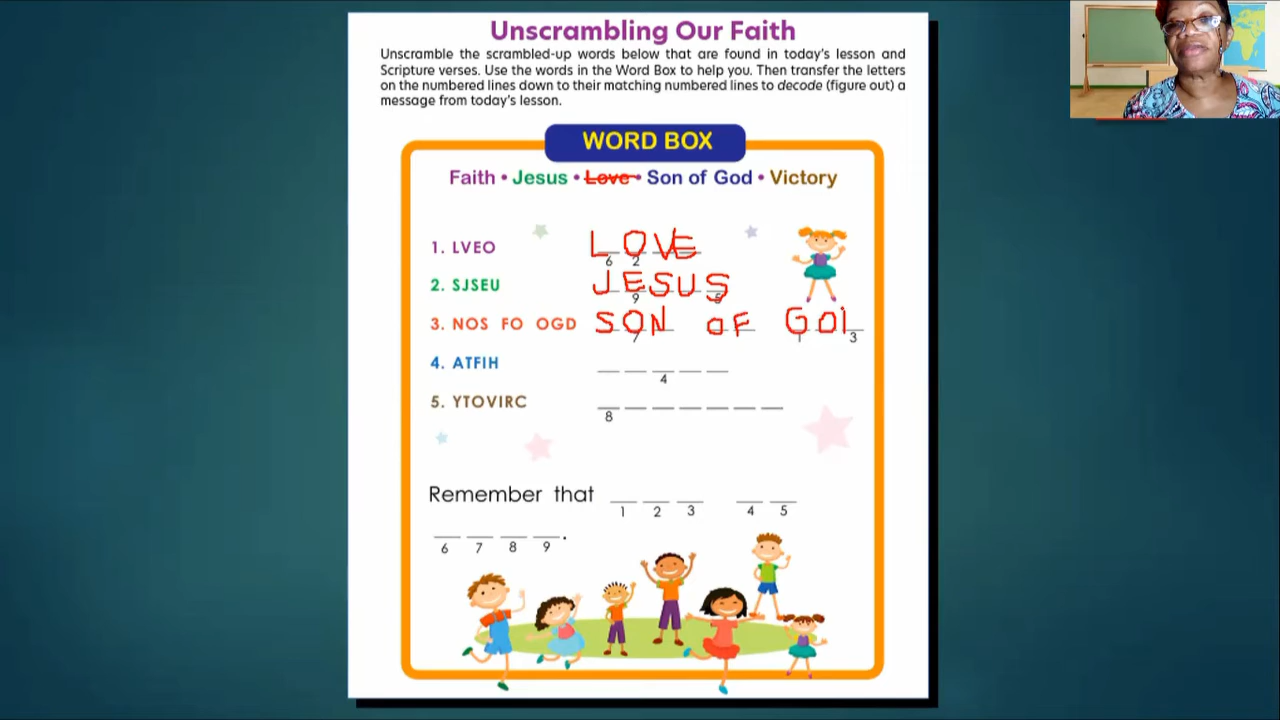 Unscrambling Our Faith
Unscramble the scrambled-up words below that are found in today's lesson and
Scripture verses. Use the words in the Word Box to help you. Then transfer the letters
on the numbered lines down to their matching numbered lines to decode (figure out) a
message from today's lesson.
WORD BOX
Faith • Jesus • Love • Son of God • Victory
1. LVEO LOVE
6 2
2. SJSEU JESUS
9 5
3. NOS FO OGD SON OF GO
7 1 3
4. ATFIH
4
5. YTOVIRC
8
Remember that
1 2 3 4 5
.
6 7 8 9